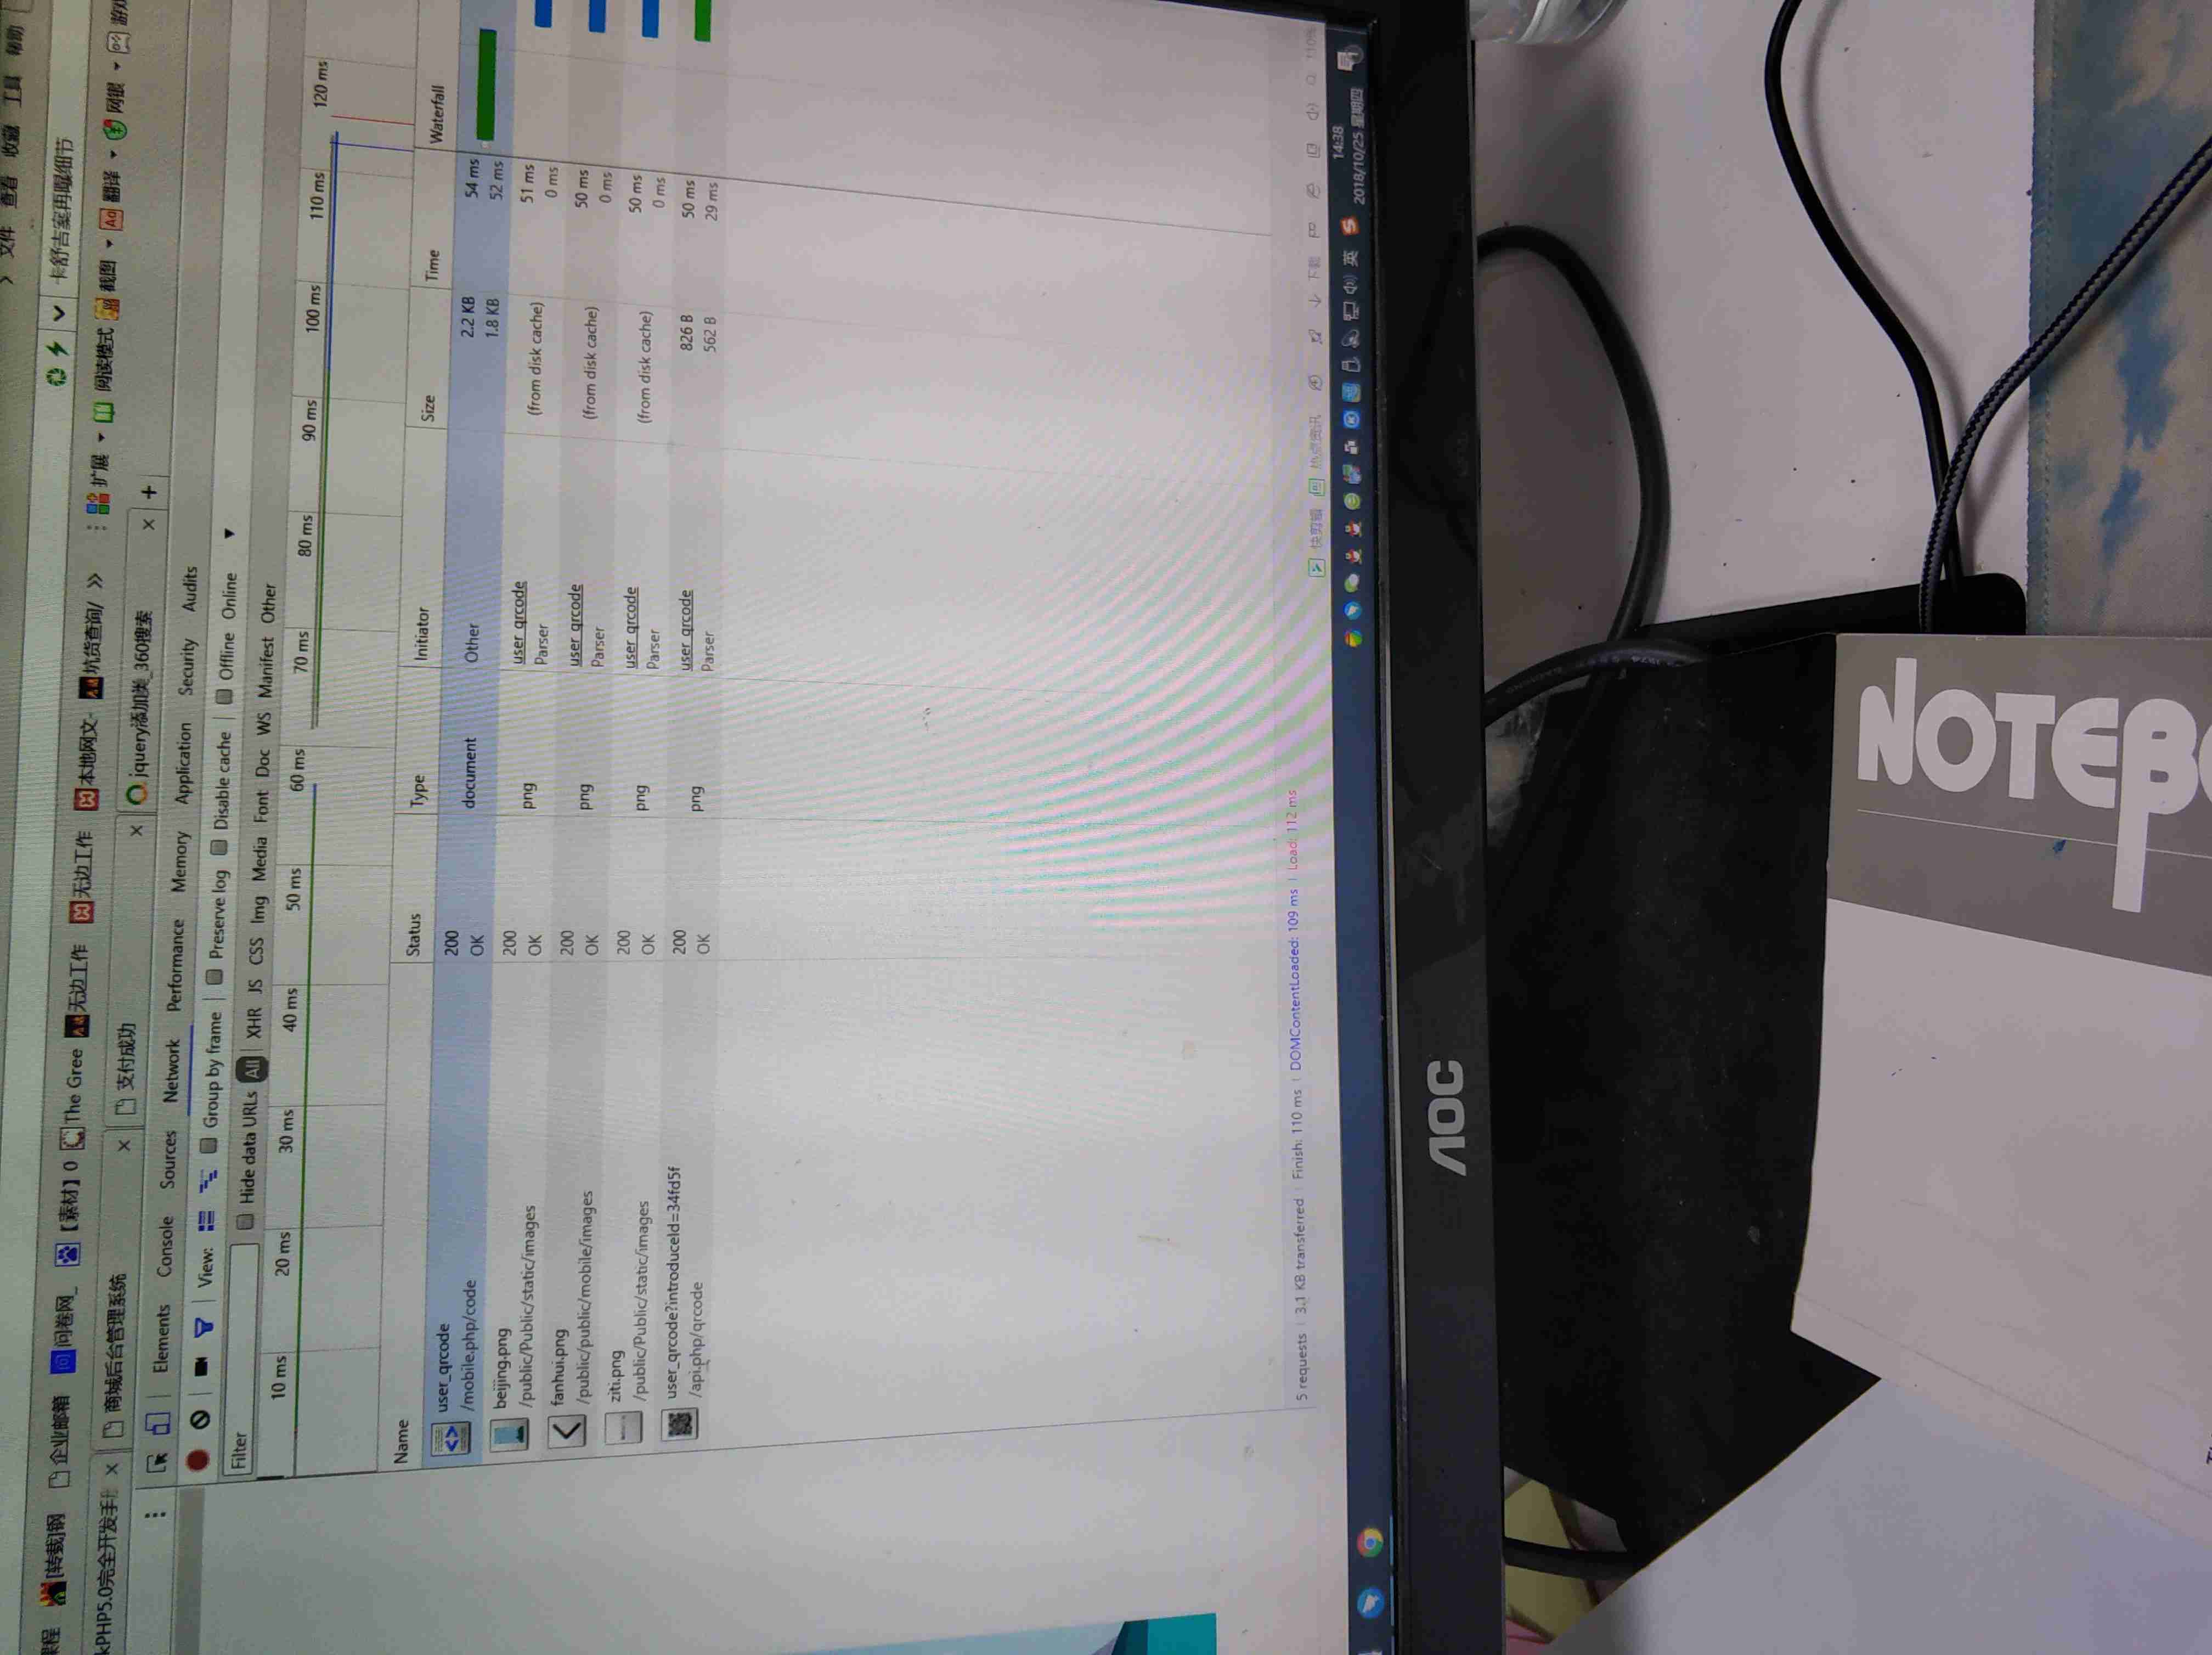 文件 查看 收藏 工具 帮助
卡舒吉案再曝细节
[转载]钢 企业邮箱 问卷网_ 【素材】0 The Gree 无边工作 无边工作 本地网文- 坑货查询/ » 扩展 阅读模式 截图 翻译 网银
kPHP5.0完全开发手 × 商城后台管理系统 × 支付成功 × jquery添加类_360搜索 × +
Elements Console Sources Network Performance Memory Application Security Audits
View: Group by frame Preserve log Disable cache Offline Online
Filter Hide data URLs All XHR JS CSS Img Media Font Doc WS Manifest Other
10 ms 20 ms 30 ms 40 ms 50 ms 60 ms 70 ms 80 ms 90 ms 100 ms 110 ms 120 ms
Name Status Type Initiator Size Time Waterfall
user_qrcode 200 document Other 2.2 KB 54 ms
/mobile.php/code OK 1.8 KB 52 ms
beijing.png 200 png user_qrcode (from disk cache) 51 ms
/public/Public/static/images OK Parser 0 ms
fanhui.png 200 png user_qrcode (from disk cache) 50 ms
/public/public/mobile/images OK Parser 0 ms
ziti.png 200 png user_qrcode (from disk cache) 50 ms
/public/Public/static/images OK Parser 0 ms
user_qrcode?introduceId=34fd5f 200 png user_qrcode 826 B 50 ms
/api.php/qrcode OK Parser 562 B 29 ms
5 requests | 3.1 KB transferred | Finish: 110 ms | DOMContentLoaded: 109 ms | Load: 112 ms
快剪辑 热点资讯 下载 110%
英 14:38
2018/10/25 星期四
AOC
NOTEB